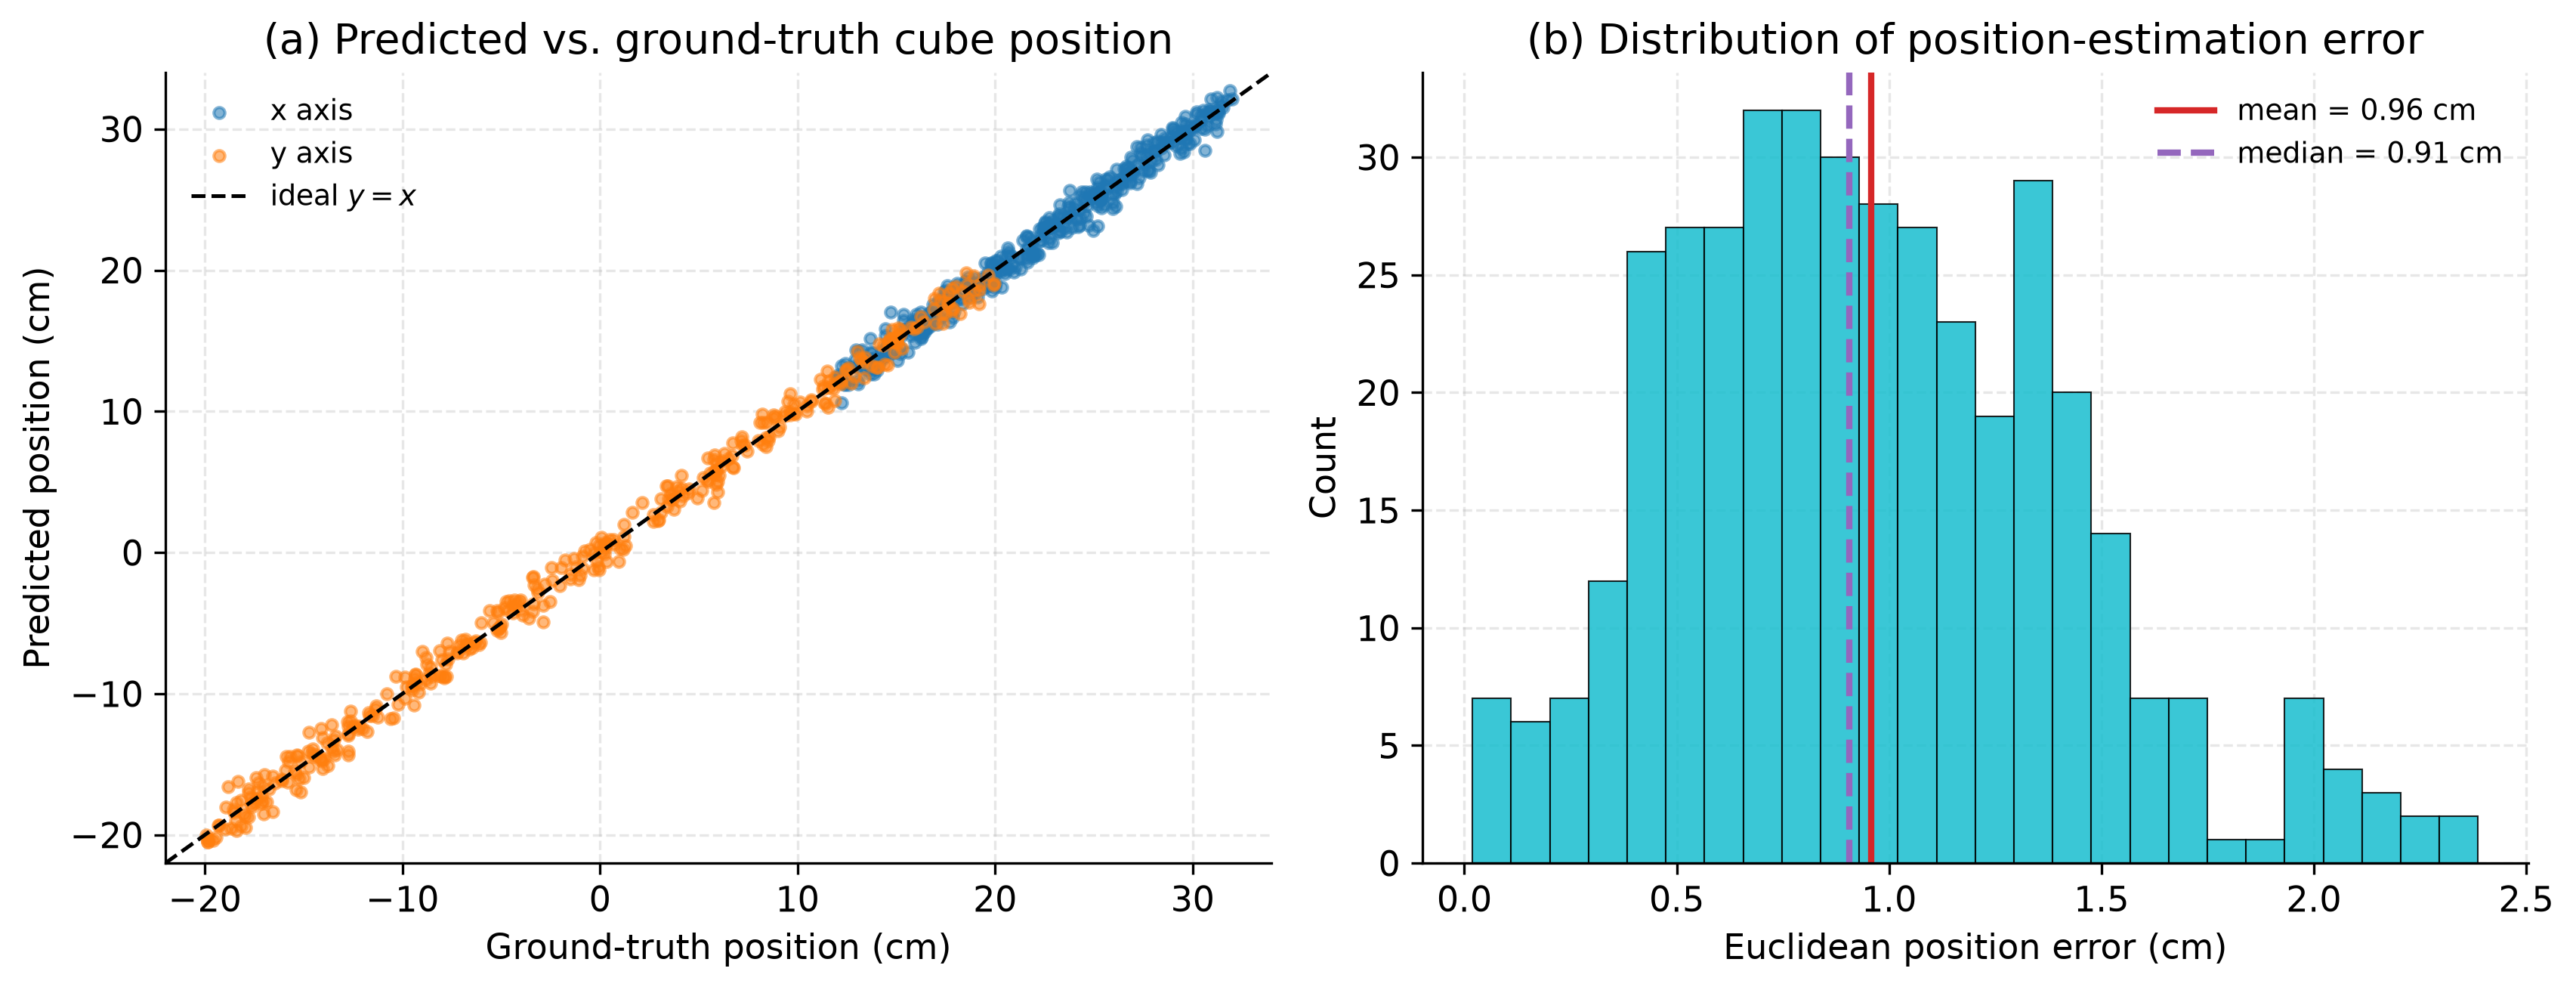 (a) Predicted vs. ground-truth cube position
x axis
y axis
ideal y = x
30
20
10
0
−10
−20
Predicted position (cm)
−20 −10 0 10 20 30
Ground-truth position (cm)
(b) Distribution of position-estimation error
mean = 0.96 cm
median = 0.91 cm
30
25
20
15
10
5
0
Count
0.0 0.5 1.0 1.5 2.0 2.5
Euclidean position error (cm)